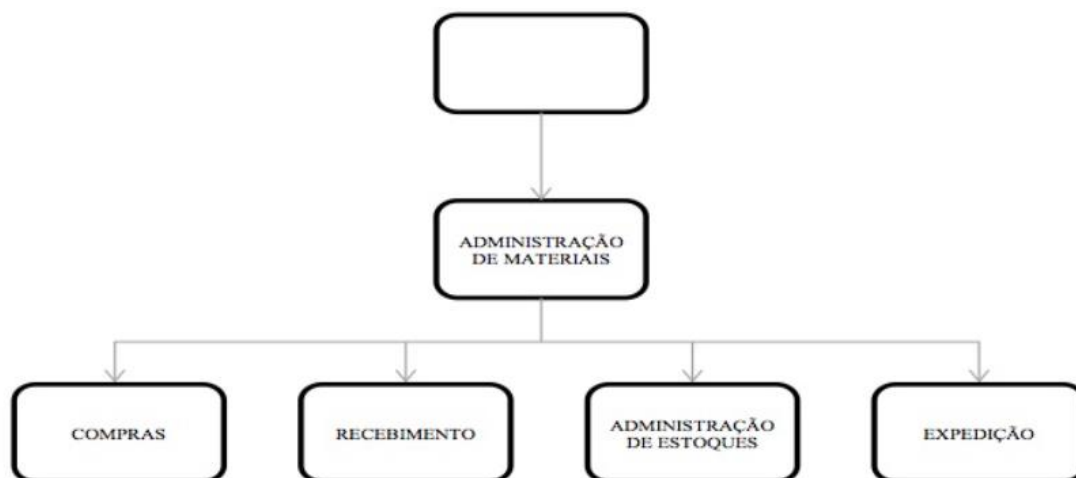 ADMINISTRAÇÃO
DE MATERIAIS
COMPRAS
RECEBIMENTO
ADMINISTRAÇÃO
DE ESTOQUES
EXPEDIÇÃO